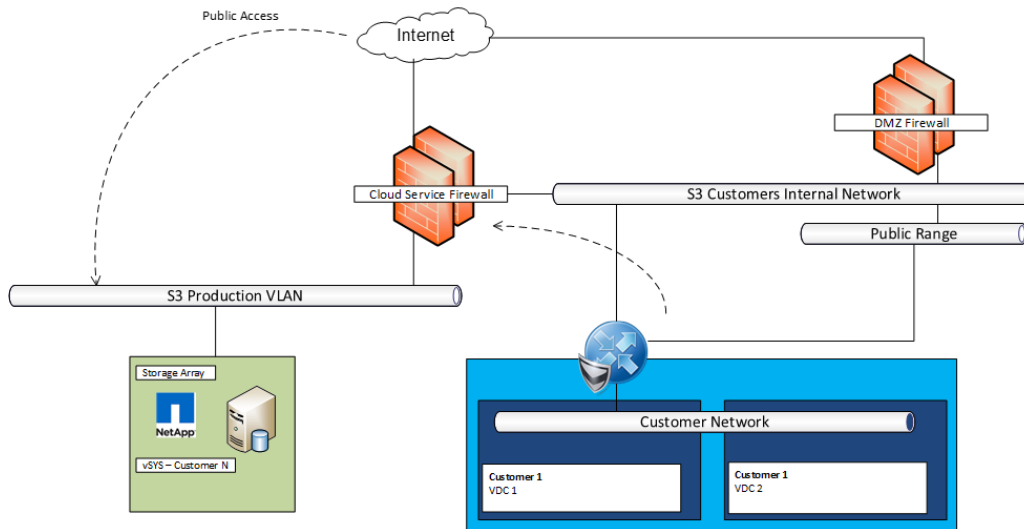 Public Access
Internet
DMZ Firewall
Cloud Service Firewall
S3 Customers Internal Network
Public Range
S3 Production VLAN
Storage Array
NetApp
vSYS – Customer N
Customer Network
Customer 1
VDC 1
Customer 1
VDC 2